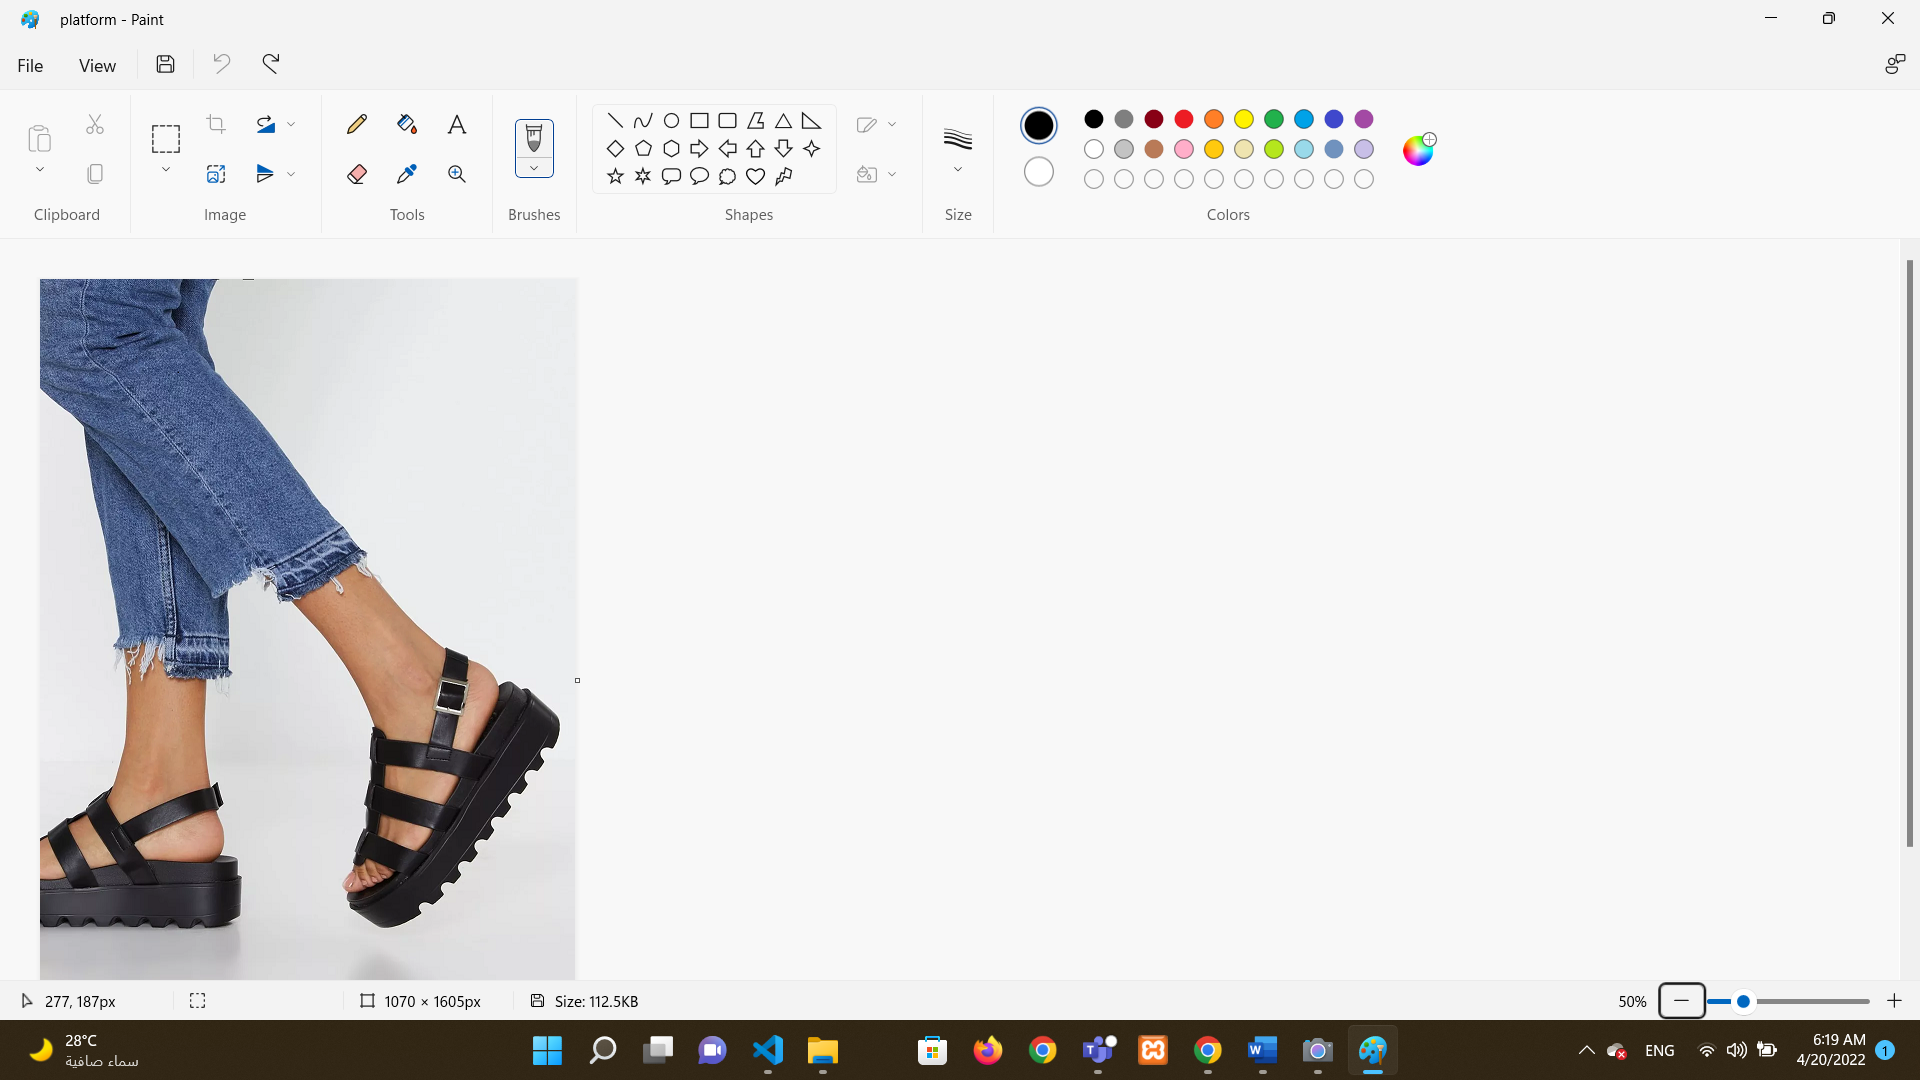 platform - Paint
File
View
Clipboard
Image
Tools
Brushes
Shapes
Size
Colors
277, 187px
1070 × 1605px
Size: 112.5KB
50%
28°C
سماء صافية
ENG
6:19 AM
4/20/2022
1